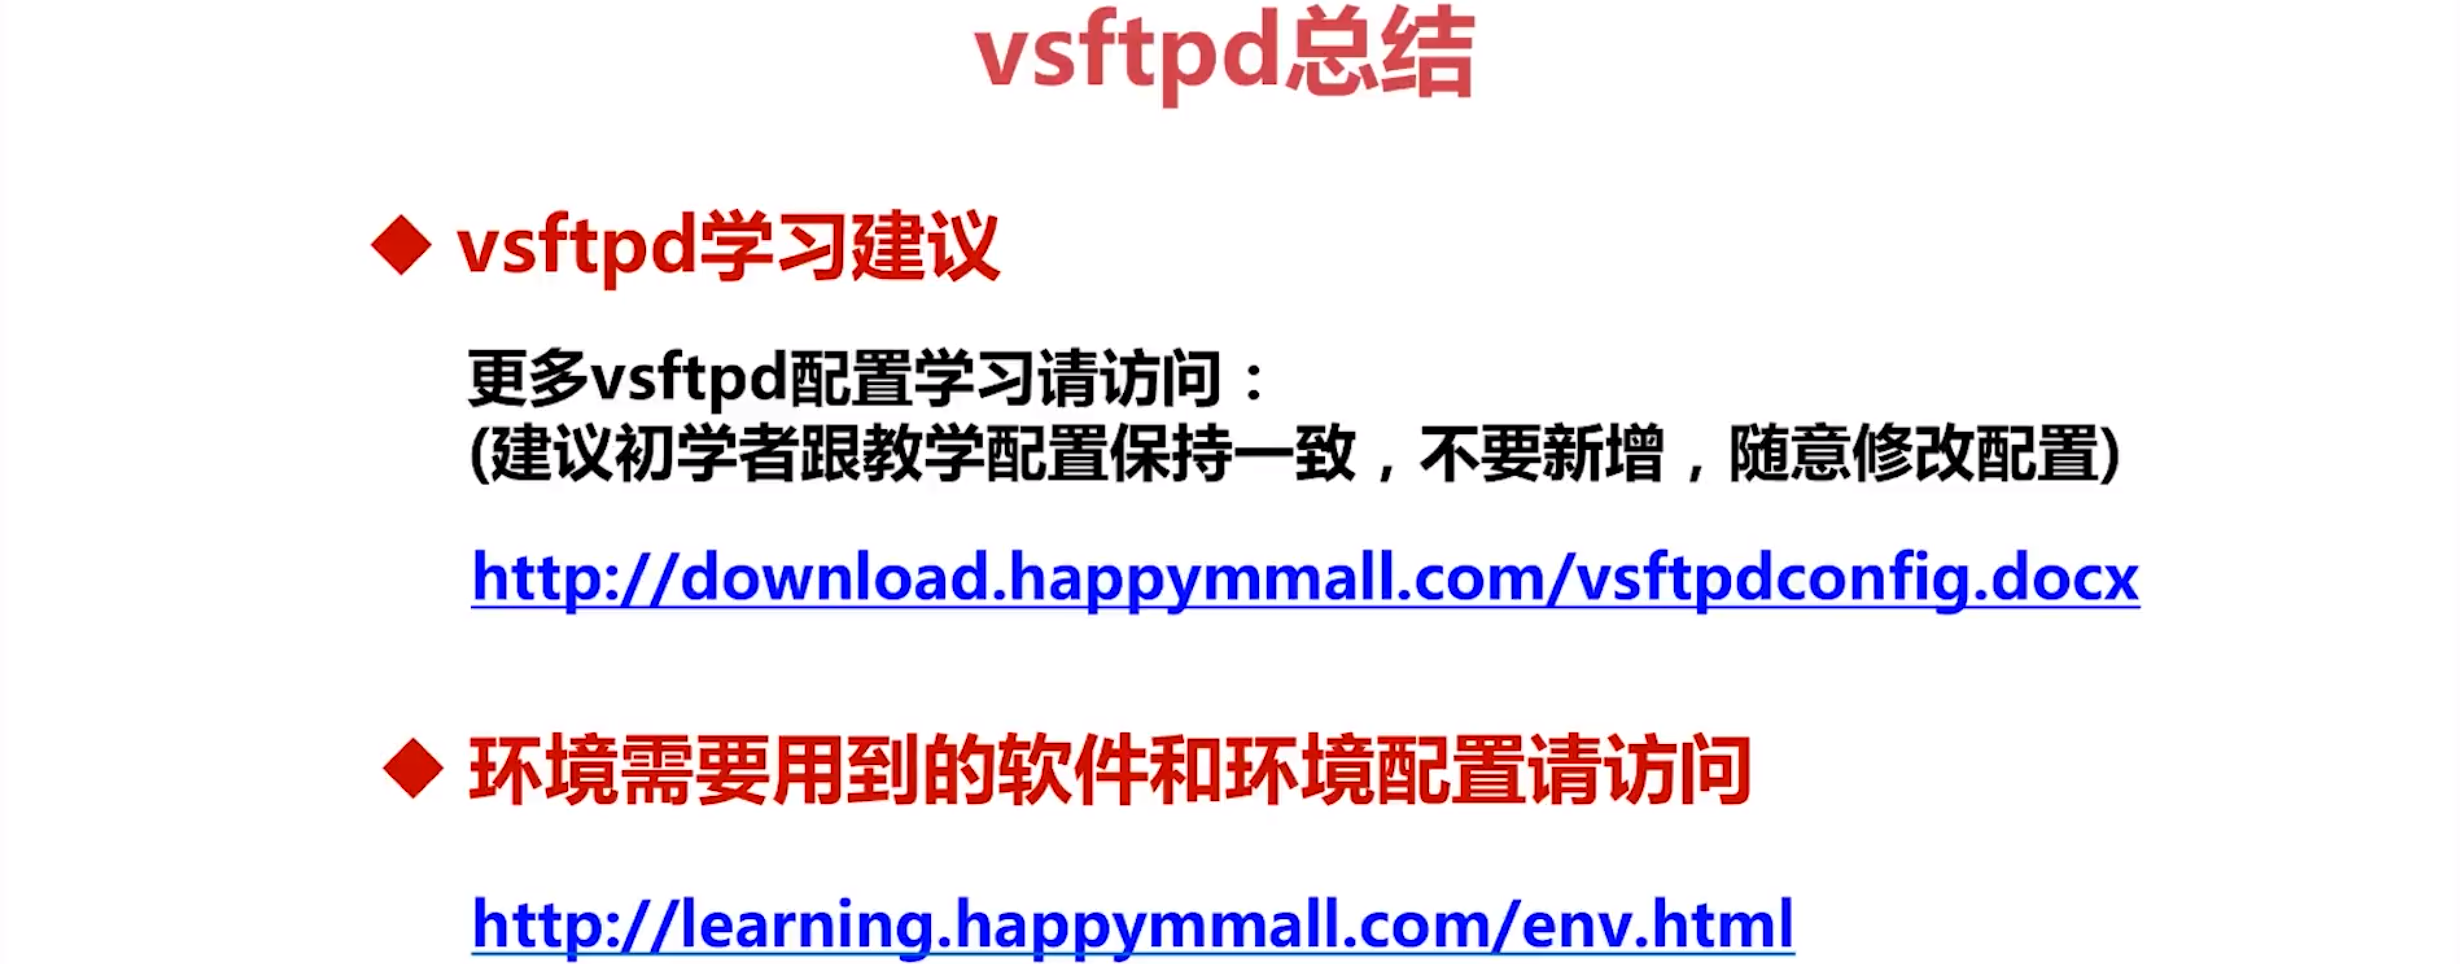 vsftpd总结
vsftpd学习建议
更多vsftpd配置学习请访问：
(建议初学者跟教学配置保持一致，不要新增，随意修改配置)
http://download.happymmall.com/vsftpdconfig.docx
环境需要用到的软件和环境配置请访问
http://learning.happymmall.com/env.html